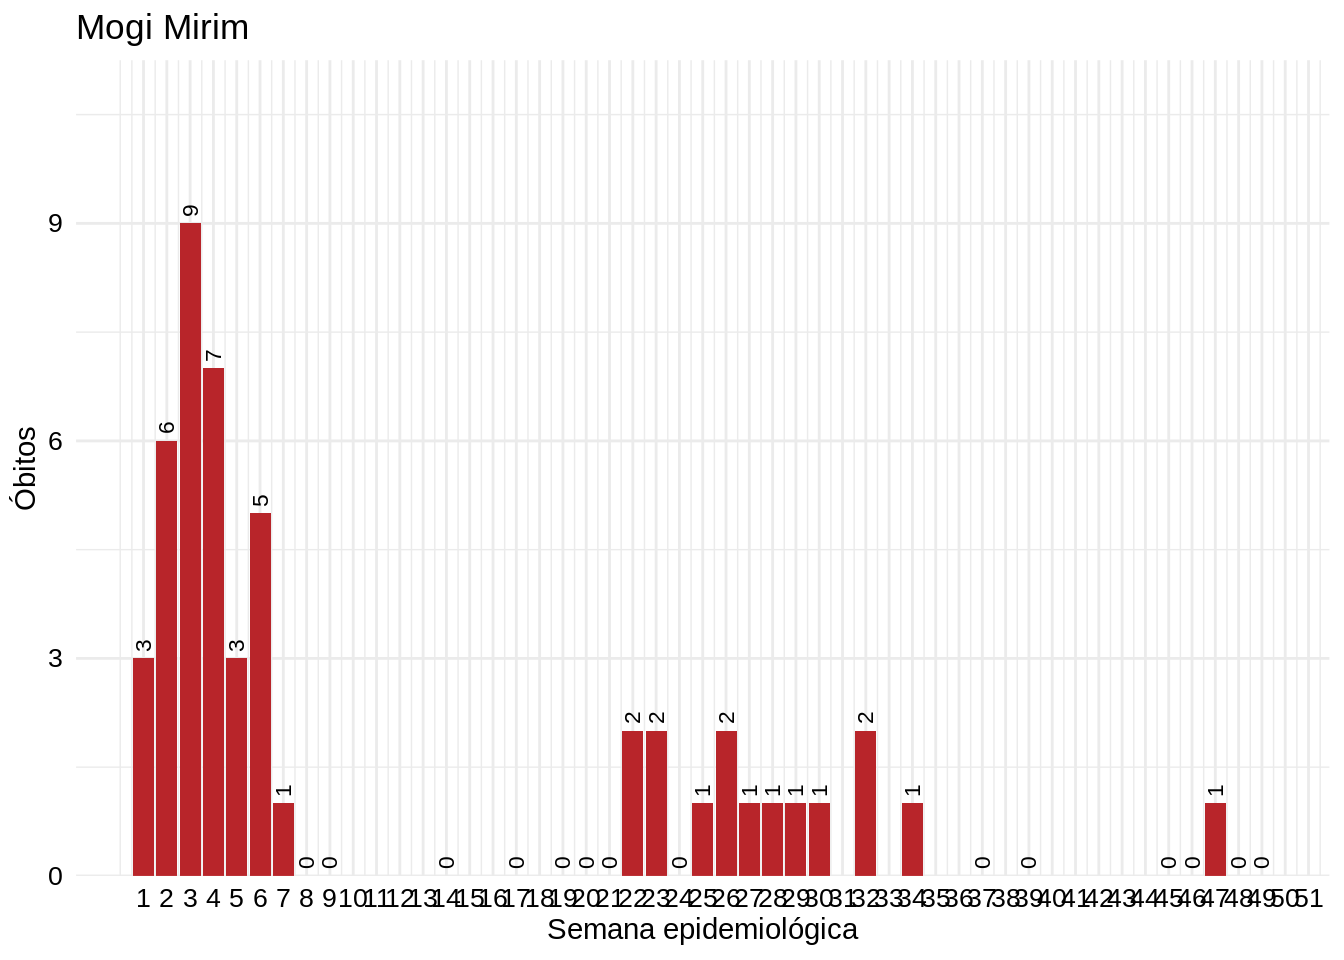 Mogi Mirim
Óbitos
9
6
3
0
3 6 9 7 3 5 1 0 0 0 0 0 0 0 2 2 0 1 2 1 1 1 1 2 1 0 0 0 0 1 0 0
1 2 3 4 5 6 7 8 9 10 11 12 13 14 15 16 17 18 19 20 21 22 23 24 25 26 27 28 29 30 31 32 33 34 35 36 37 38 39 40 41 42 43 44 45 46 47 48 49 50 51
Semana epidemiológica